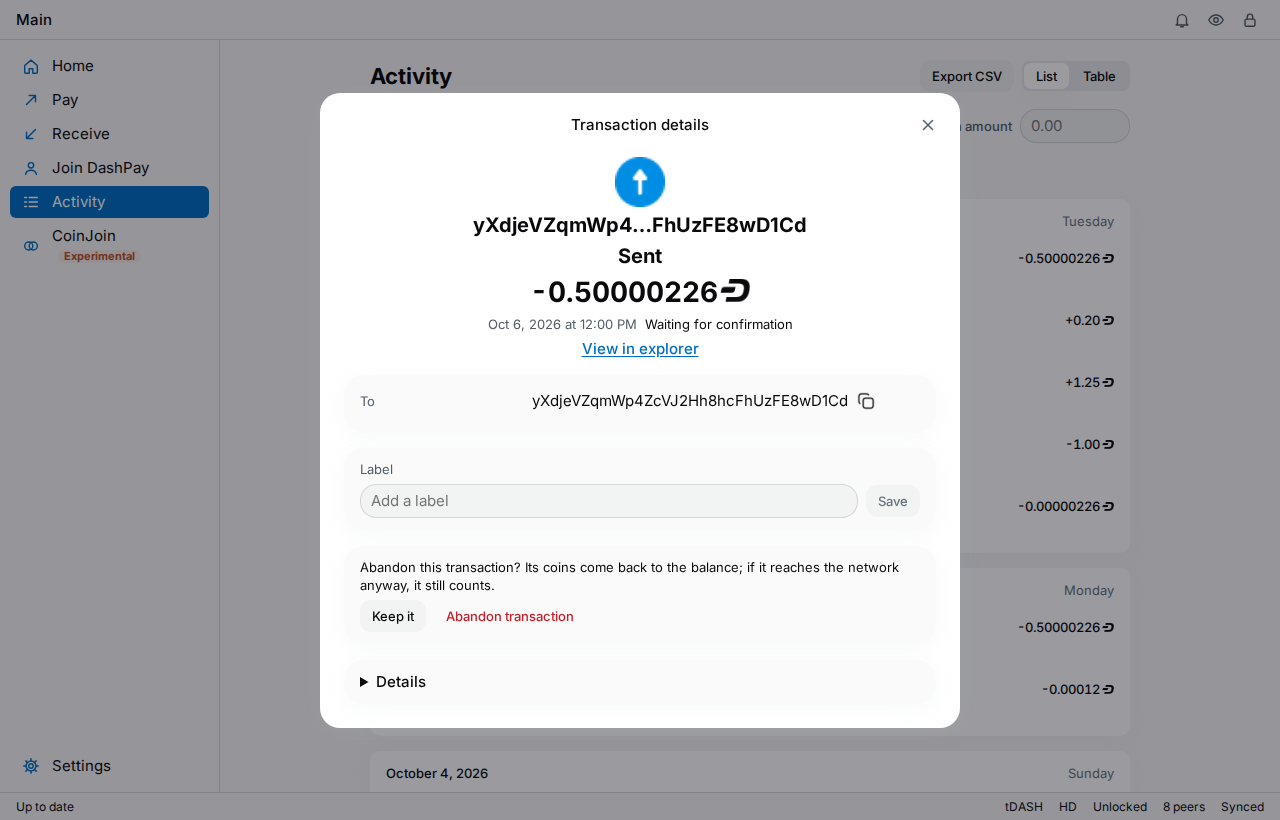 Main
Home
Pay
Receive
Join DashPay
Activity
CoinJoin
Experimental
Settings
Activity
Export CSV
List
Table
amount
0.00
Tuesday
-0.50000226
+0.20
+1.25
-1.00
-0.00000226
Monday
-0.50000226
-0.00012
October 4, 2026
Sunday
Transaction details
yXdjeVZqmWp4...FhUzFE8wD1Cd
Sent
-0.50000226
Oct 6, 2026 at 12:00 PM Waiting for confirmation
View in explorer
To
yXdjeVZqmWp4ZcVJ2Hh8hcFhUzFE8wD1Cd
Label
Add a label
Save
Abandon this transaction? Its coins come back to the balance; if it reaches the network
anyway, it still counts.
Keep it
Abandon transaction
Details
Up to date
tDASH
HD
Unlocked
8 peers
Synced